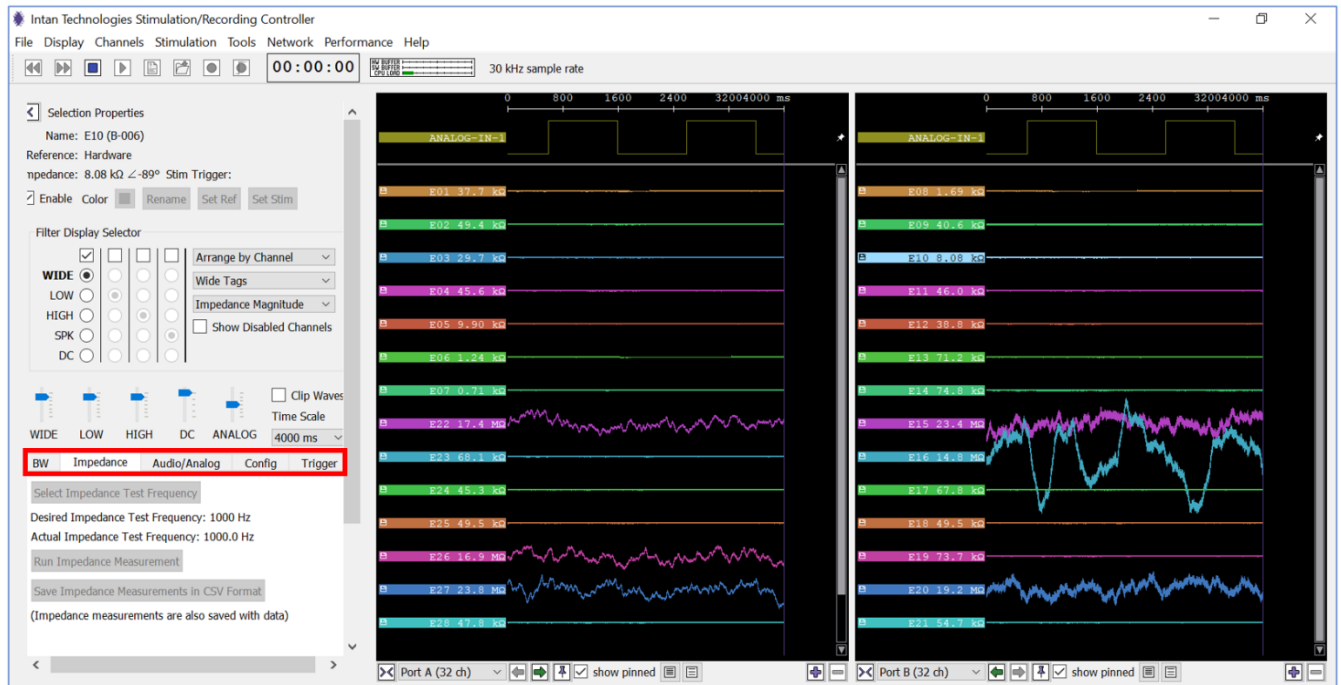 Intan Technologies Stimulation/Recording Controller
File Display Channels Stimulation Tools Network Performance Help
00:00:00
HW BUFFER
SW BUFFER
CPU LOAD
30 kHz sample rate
Selection Properties
Name: E10 (B-006)
Reference: Hardware
mpedance: 8.08 kΩ ∠-89º Stim Trigger:
Enable Color Rename Set Ref Set Stim
Filter Display Selector
Arrange by Channel
WIDE
Wide Tags
LOW
Impedance Magnitude
HIGH
Show Disabled Channels
SPK
DC
Clip Waves
Time Scale
WIDE LOW HIGH DC ANALOG 4000 ms
BW Impedance Audio/Analog Config Trigger
Select Impedance Test Frequency
Desired Impedance Test Frequency: 1000 Hz
Actual Impedance Test Frequency: 1000.0 Hz
Run Impedance Measurement
Save Impedance Measurements in CSV Format
(Impedance measurements are also saved with data)
0 800 1600 2400 32004000 ms
ANALOG-IN-1
B E01 37.7 kΩ
B E02 49.4 kΩ
B E03 29.7 kΩ
B E04 45.6 kΩ
B E05 9.90 kΩ
B E06 1.24 kΩ
B E07 0.71 kΩ
B E22 17.4 MΩ
B E23 68.1 kΩ
B E24 45.3 kΩ
B E25 49.5 kΩ
B E26 16.9 MΩ
B E27 23.8 MΩ
B E28 47.8 kΩ
Port A (32 ch) show pinned
0 800 1600 2400 32004000 ms
ANALOG-IN-1
B E08 1.69 kΩ
B E09 40.6 kΩ
B E10 8.08 kΩ
B E11 46.0 kΩ
B E12 38.8 kΩ
B E13 71.2 kΩ
B E14 74.8 kΩ
B E15 23.4 MΩ
B E16 14.8 MΩ
B E17 67.8 kΩ
B E18 49.5 kΩ
B E19 73.7 kΩ
B E20 19.2 MΩ
B E21 54.7 kΩ
Port B (32 ch) show pinned